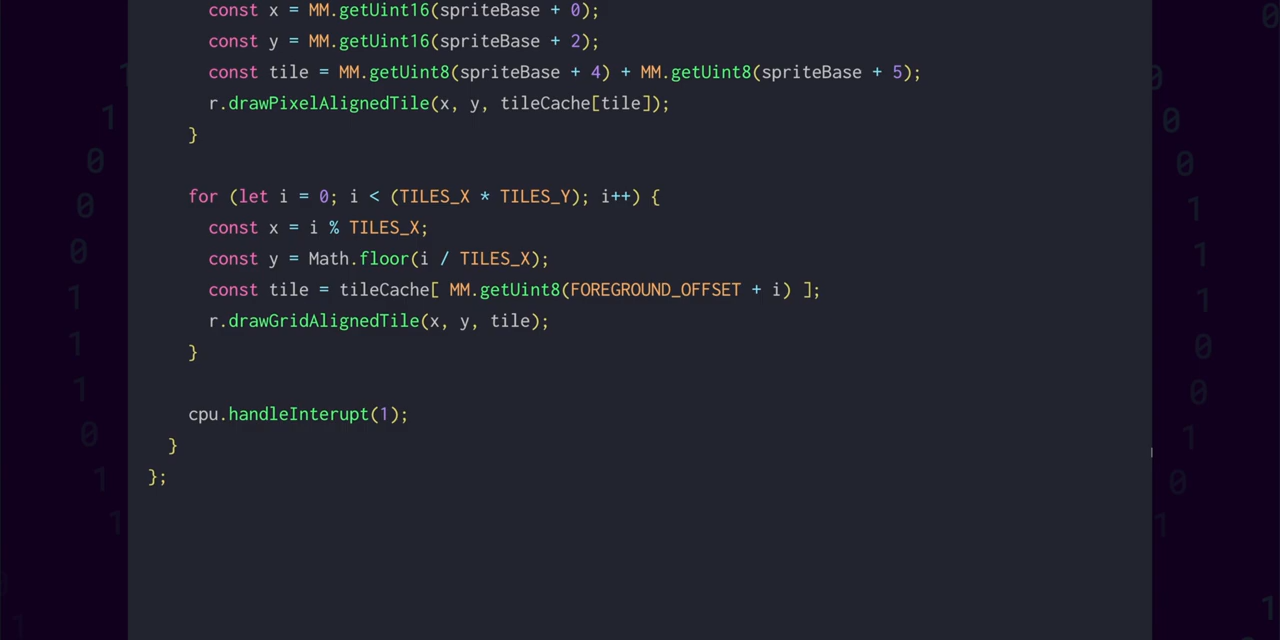 const x = MM.getUint16(spriteBase + 0);
const y = MM.getUint16(spriteBase + 2);
const tile = MM.getUint8(spriteBase + 4) + MM.getUint8(spriteBase + 5);
r.drawPixelAlignedTile(x, y, tileCache[tile]);
}
for (let i = 0; i < (TILES_X * TILES_Y); i++) {
const x = i % TILES_X;
const y = Math.floor(i / TILES_X);
const tile = tileCache[ MM.getUint8(FOREGROUND_OFFSET + i) ];
r.drawGridAlignedTile(x, y, tile);
}
cpu.handleInterupt(1);
}
};